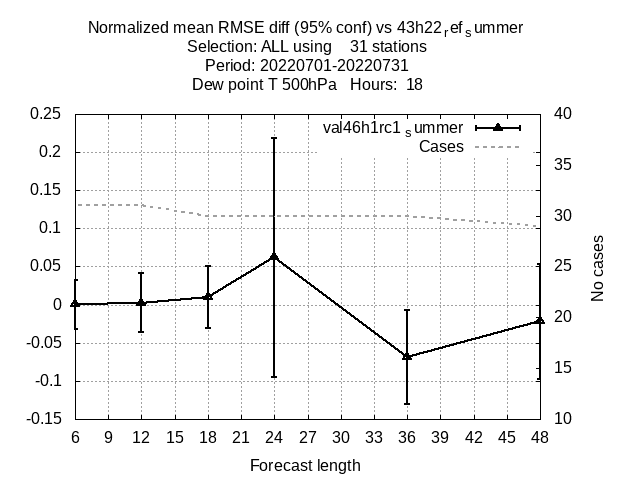 Normalized mean RMSE diff (95% conf) vs 43h22refsummer
Selection: ALL using    31 stations
Period: 20220701-20220731
Dew point T 500hPa   Hours:  18
val46h1rc1summer
Cases
0.25
0.2
0.15
0.1
0.05
0
-0.05
-0.1
-0.15
40
35
30
25
20
15
10
No cases
6 9 12 15 18 21 24 27 30 33 36 39 42 45 48
Forecast length